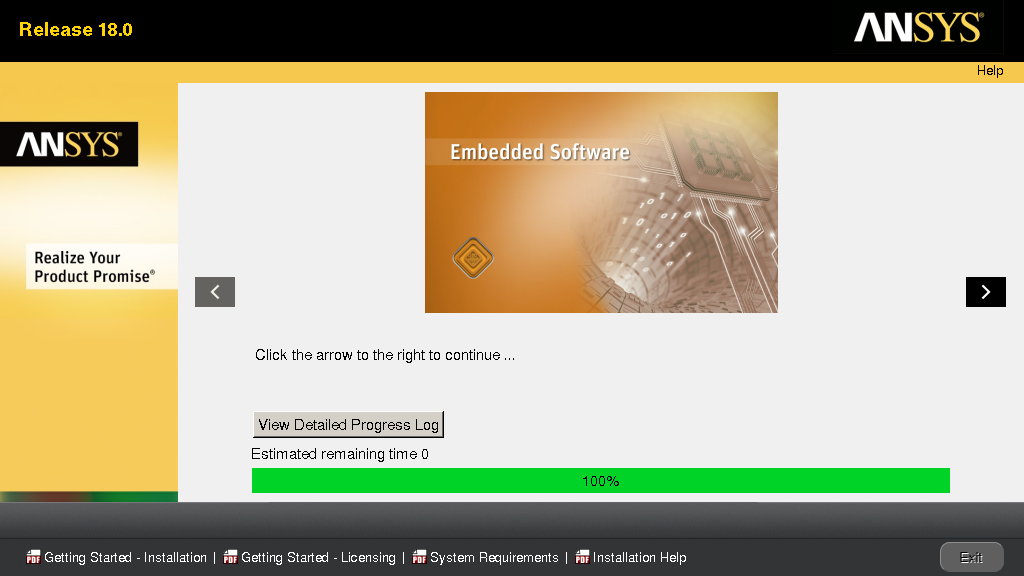 Release 18.0
ANSYS®
Help
ANSYS®
Embedded Software
Realize Your
Product Promise®
Click the arrow to the right to continue ...
View Detailed Progress Log
Estimated remaining time 0
100%
PDF Getting Started - Installation | PDF Getting Started - Licensing | PDF System Requirements | PDF Installation Help
Exit